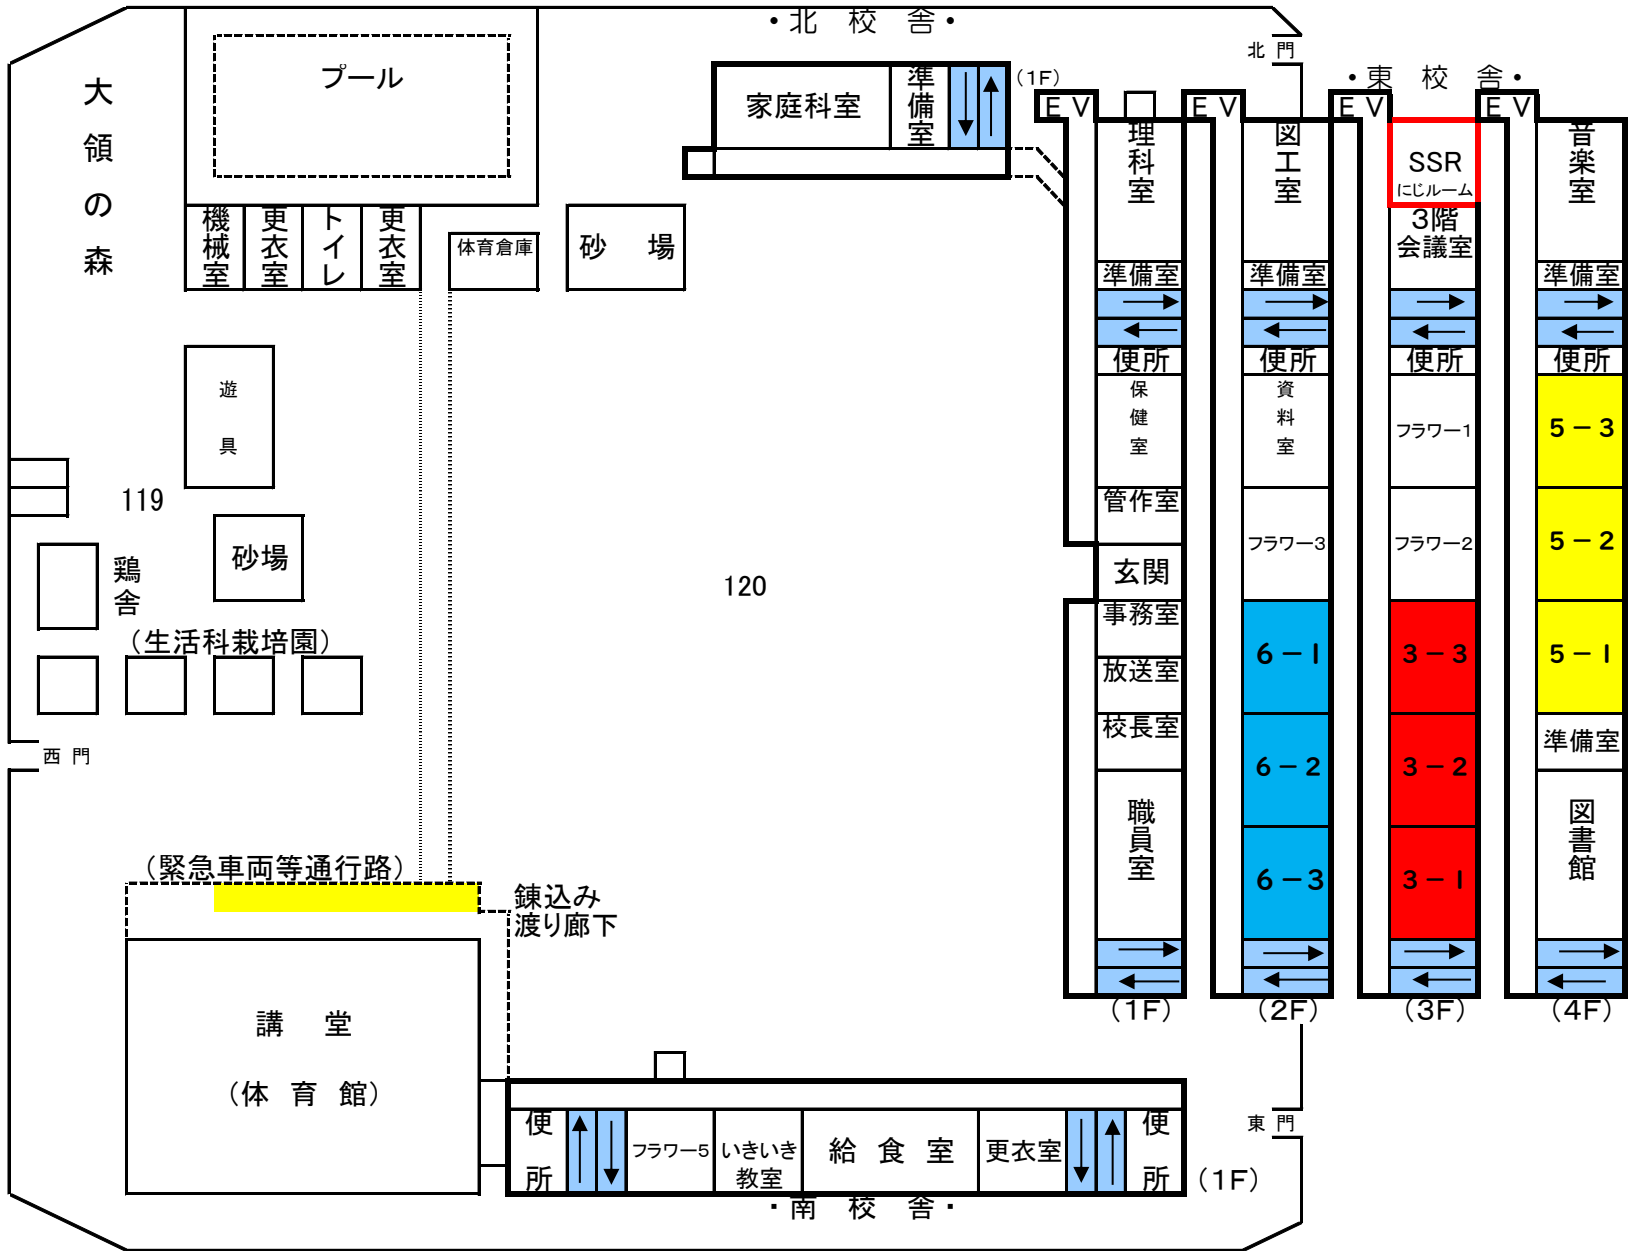 ・北　校　舎・
北 門
・東　校　舎・
大領の森
プール
家庭科室
準備室
(1F)
ＥＶ
ＥＶ
ＥＶ
ＥＶ
理科室
図工室
SSR
にじルーム
3階
会議室
音楽室
機械室
更衣室
トイレ
更衣室
体育倉庫
砂　場
準備室
準備室
準備室
便所
便所
便所
便所
遊具
保健室
資料室
フラワー1
5－3
119
砂場
管作室
フラワー3
フラワー2
5－2
鶏舎
120
玄関
(生活科栽培園)
事務室
放送室
6－1
3－3
5－1
西 門
校長室
6－2
3－2
準備室
職員室
6－3
3－1
図書館
(緊急車両等通行路)
錬込み
渡り廊下
(1F)
(2F)
(3F)
(4F)
講　堂
(体 育 館)
便所
フラワー5
いきいき
教室
給 食 室
更衣室
便所
(1F)
東 門
・南　校　舎・